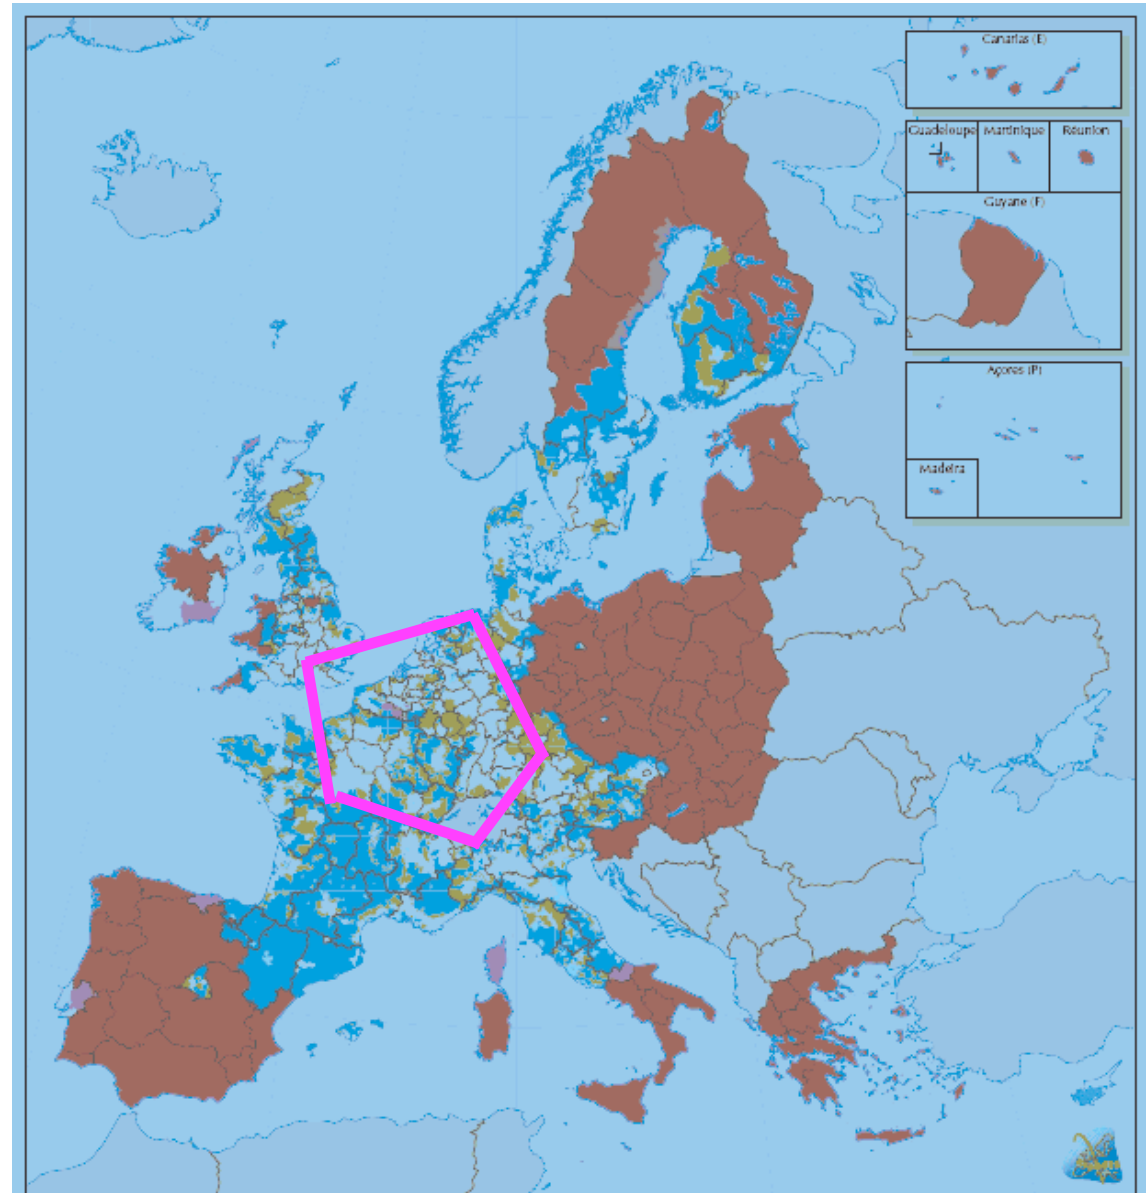 Canarias (E)
Guadeloupe
Martinique
Réunion
Guyane (F)
Açores (P)
Madeira